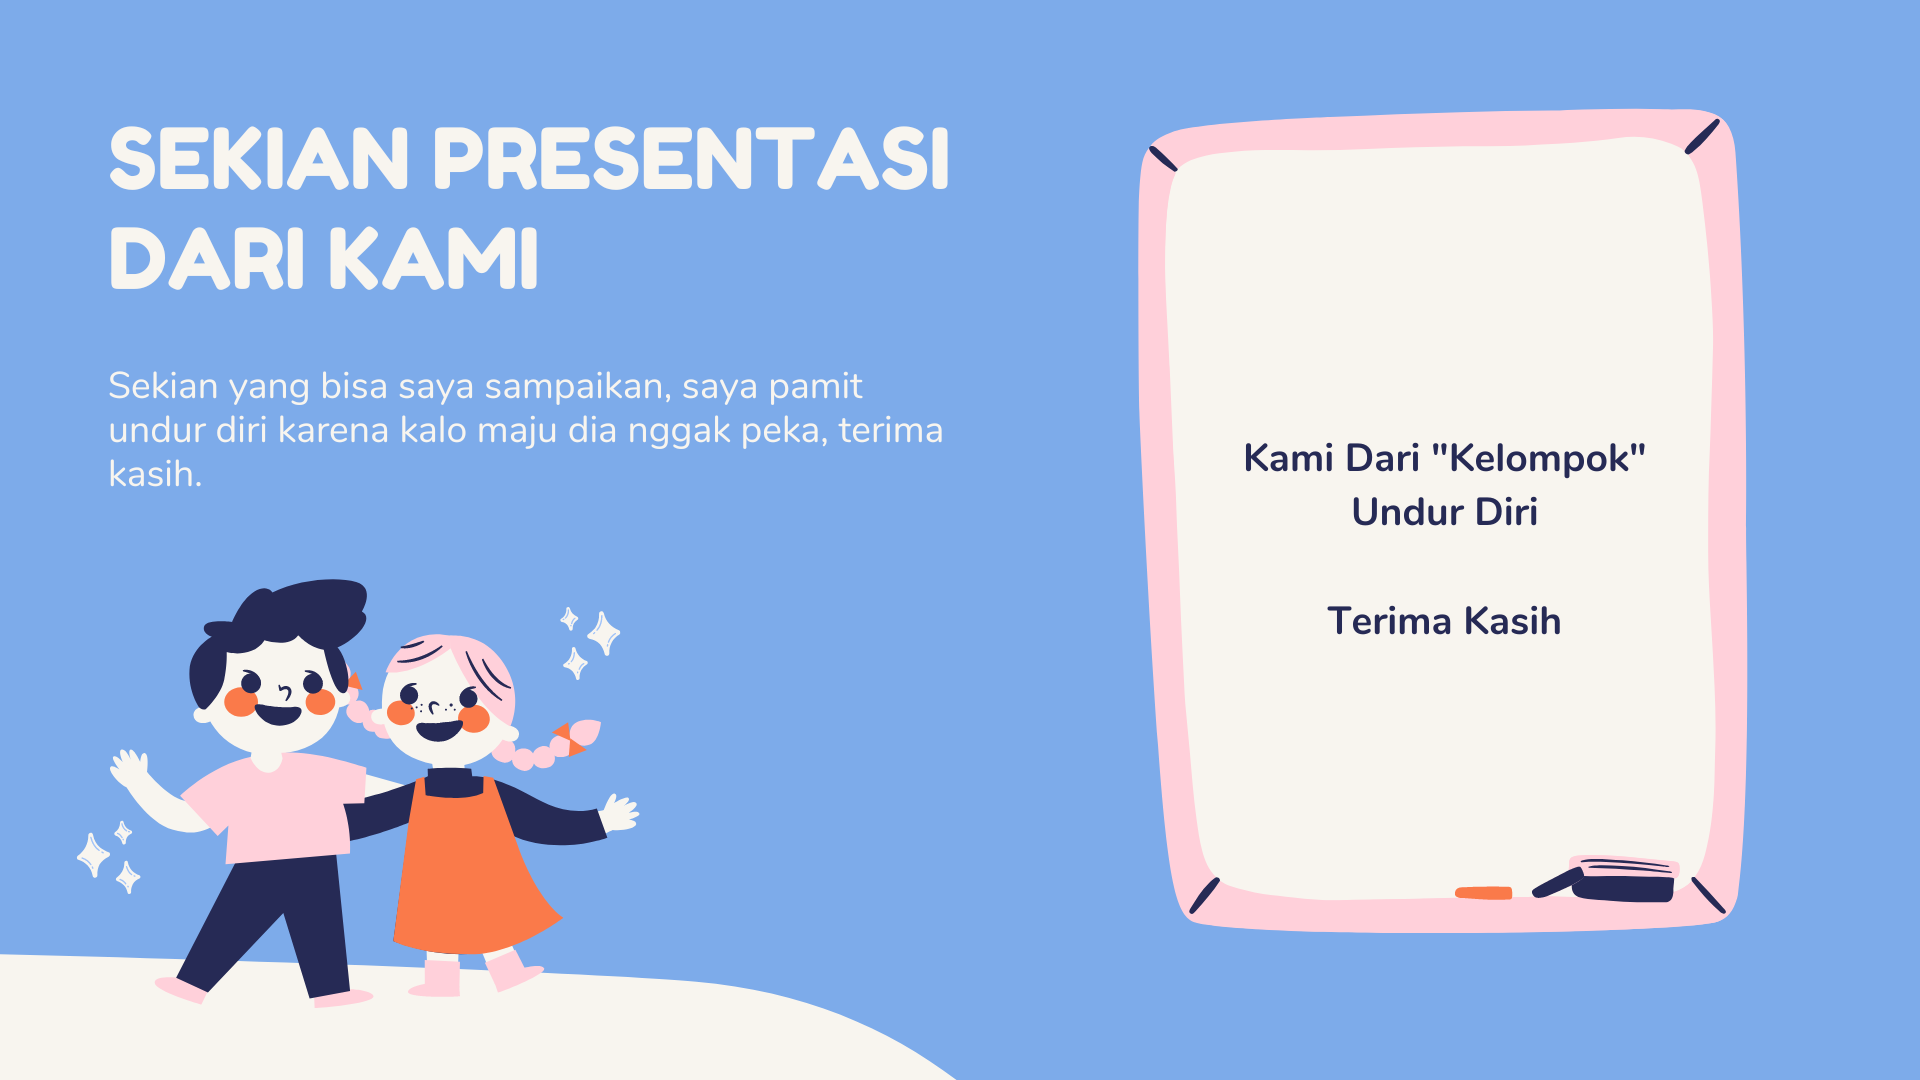 SEKIAN PRESENTASI
DARI KAMI
Sekian yang bisa saya sampaikan, saya pamit
undur diri karena kalo maju dia nggak peka, terima
kasih.
Kami Dari "Kelompok"
Undur Diri
Terima Kasih